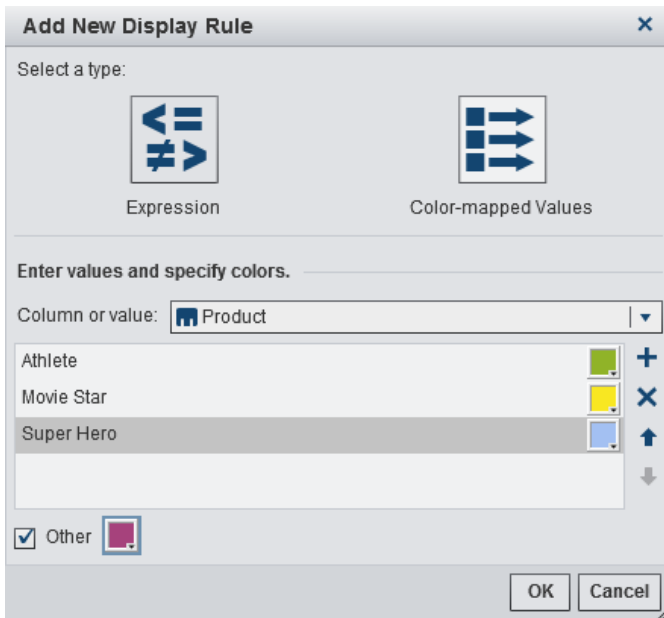 Add New Display Rule
Select a type:
Expression
Color-mapped Values
Enter values and specify colors.
Column or value: Product
Athlete
Movie Star
Super Hero
Other
OK Cancel